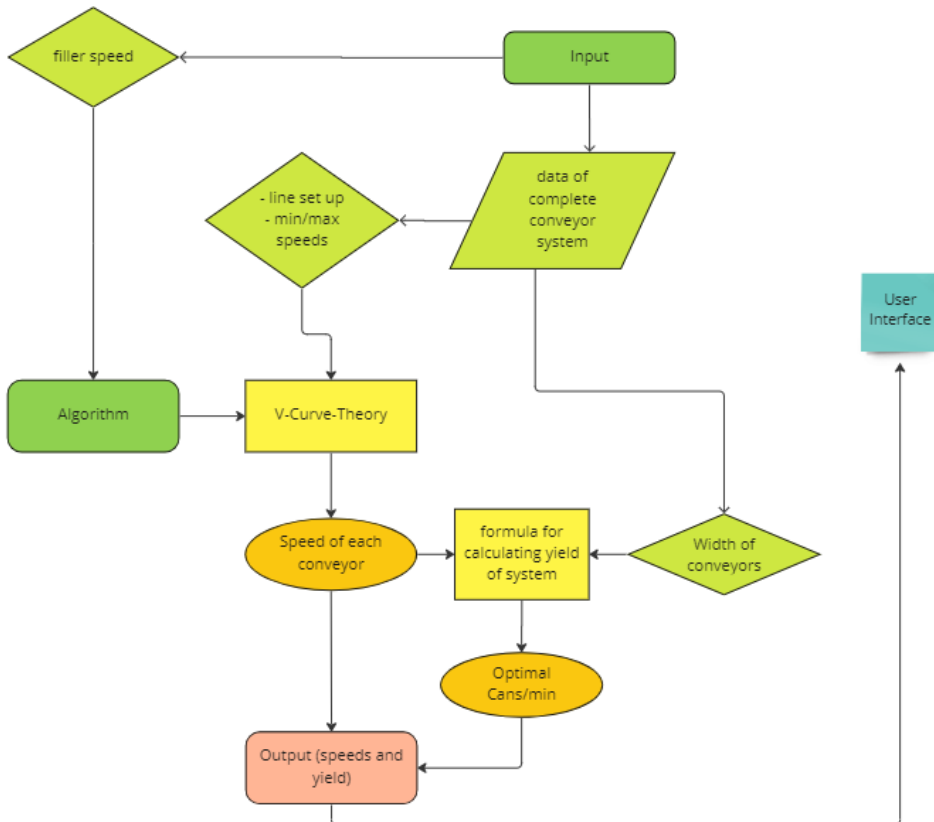 filler speed
Input
- line set up
- min/max
speeds
data of
complete
conveyor
system
User
Interface
Algorithm
V-Curve-Theory
Speed of each
conveyor
formula for
calculating yield
of system
Width of
conveyors
Optimal
Cans/min
Output (speeds and
yield)